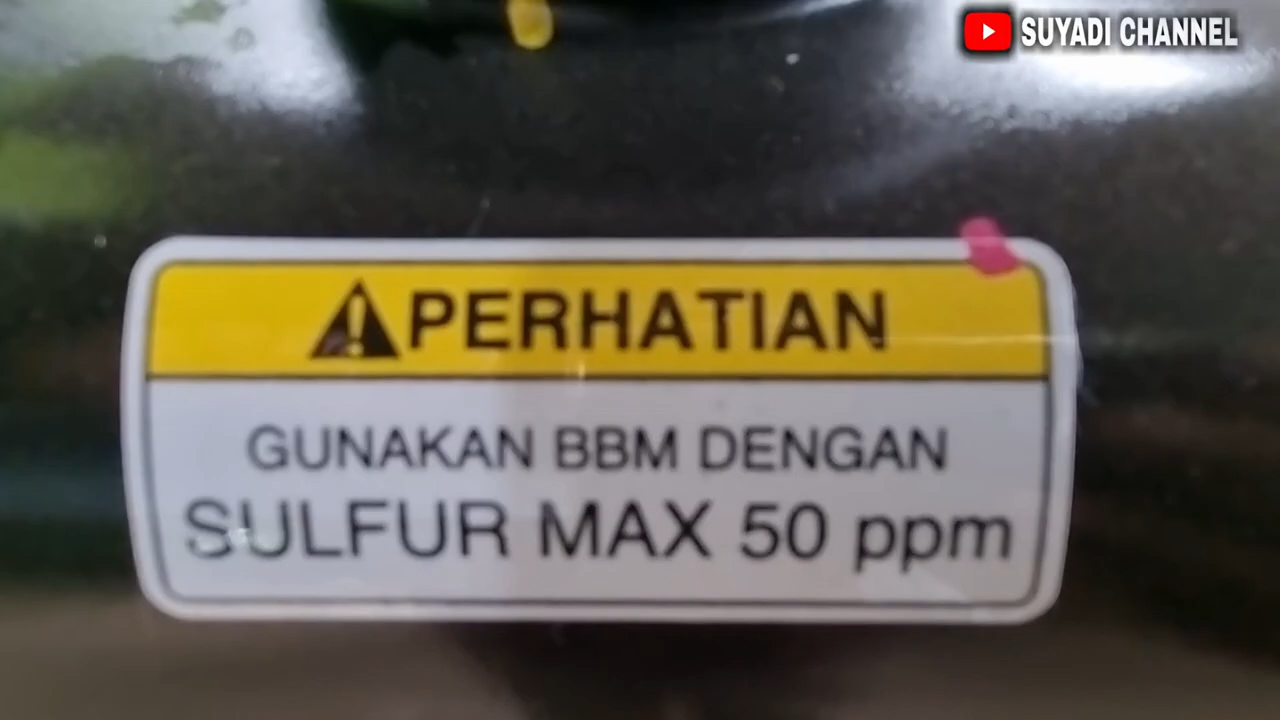 SUYADI CHANNEL
PERHATIAN
GUNAKAN BBM DENGAN
SULFUR MAX 50 ppm